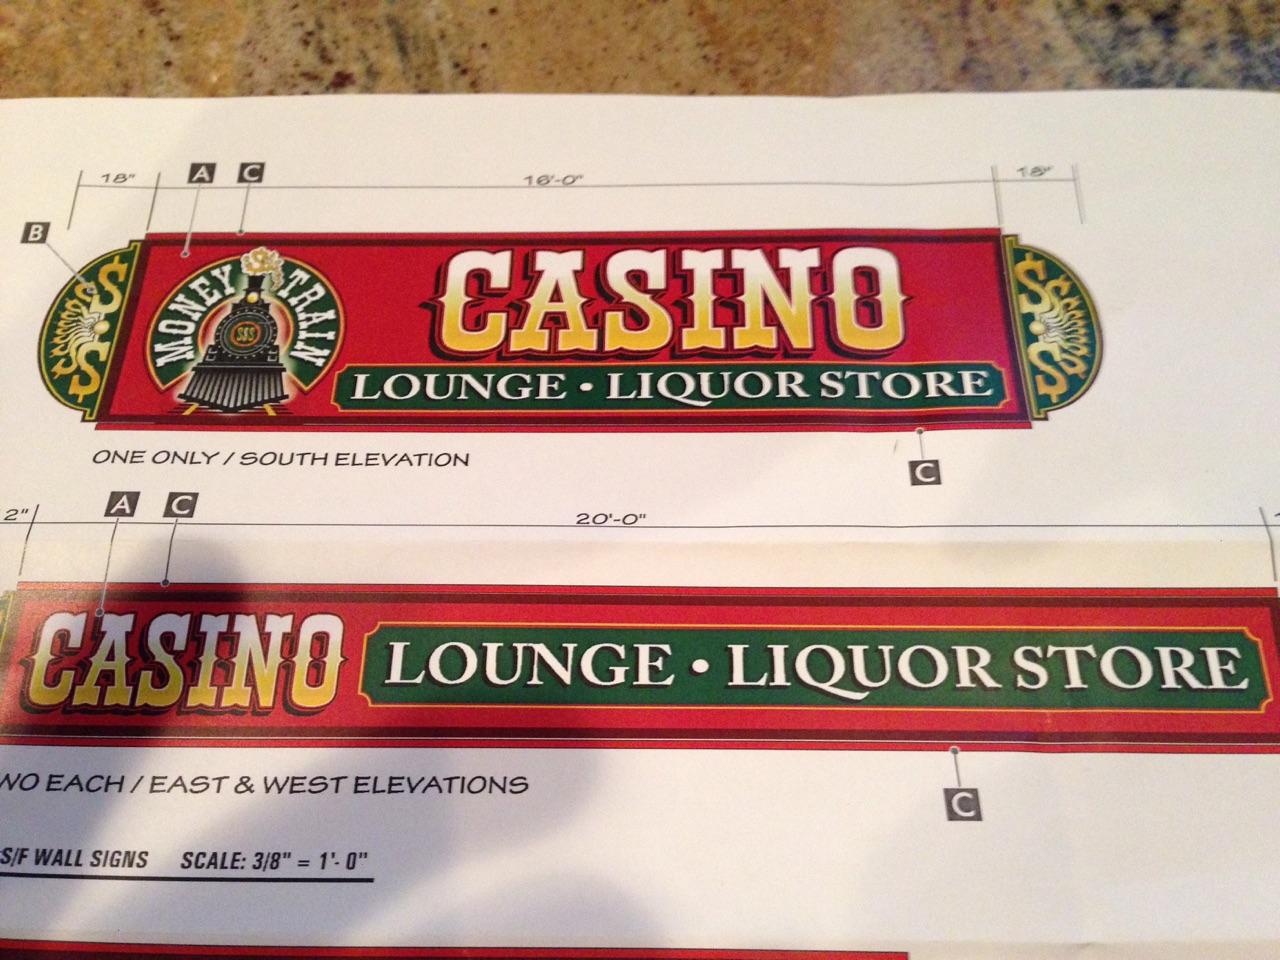 18" A C 16'-0" 18"
B
MONEY TRAIN
$$$
CASINO
LOUNGE • LIQUOR STORE
ONE ONLY / SOUTH ELEVATION
C
A C
2" 20'-0"
CASINO LOUNGE • LIQUOR STORE
WO EACH / EAST & WEST ELEVATIONS
C
S/F WALL SIGNS SCALE: 3/8" = 1'- 0"